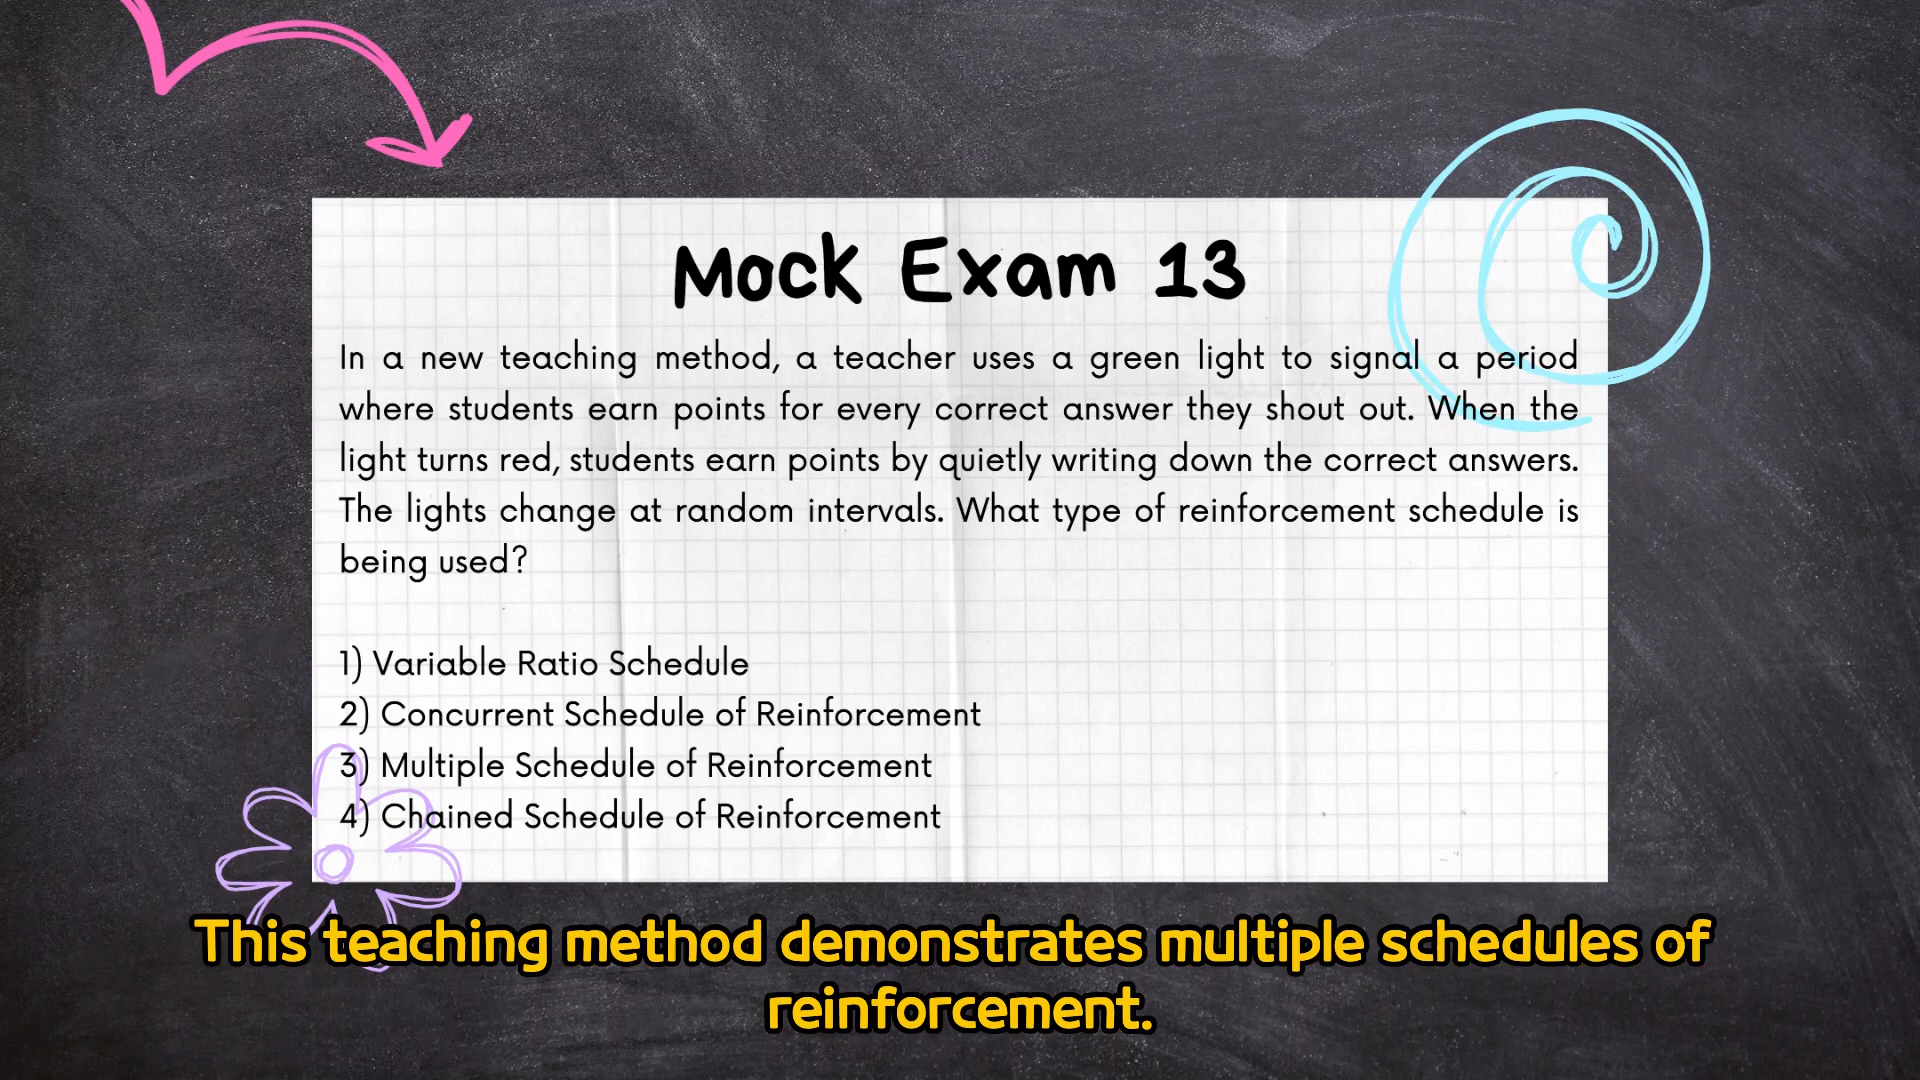 Mock Exam 13
In a new teaching method, a teacher uses a green light to signal a period
where students earn points for every correct answer they shout out. When the
light turns red, students earn points by quietly writing down the correct answers.
The lights change at random intervals. What type of reinforcement schedule is
being used?
1) Variable Ratio Schedule
2) Concurrent Schedule of Reinforcement
3) Multiple Schedule of Reinforcement
4) Chained Schedule of Reinforcement
This teaching method demonstrates multiple schedules of
reinforcement.